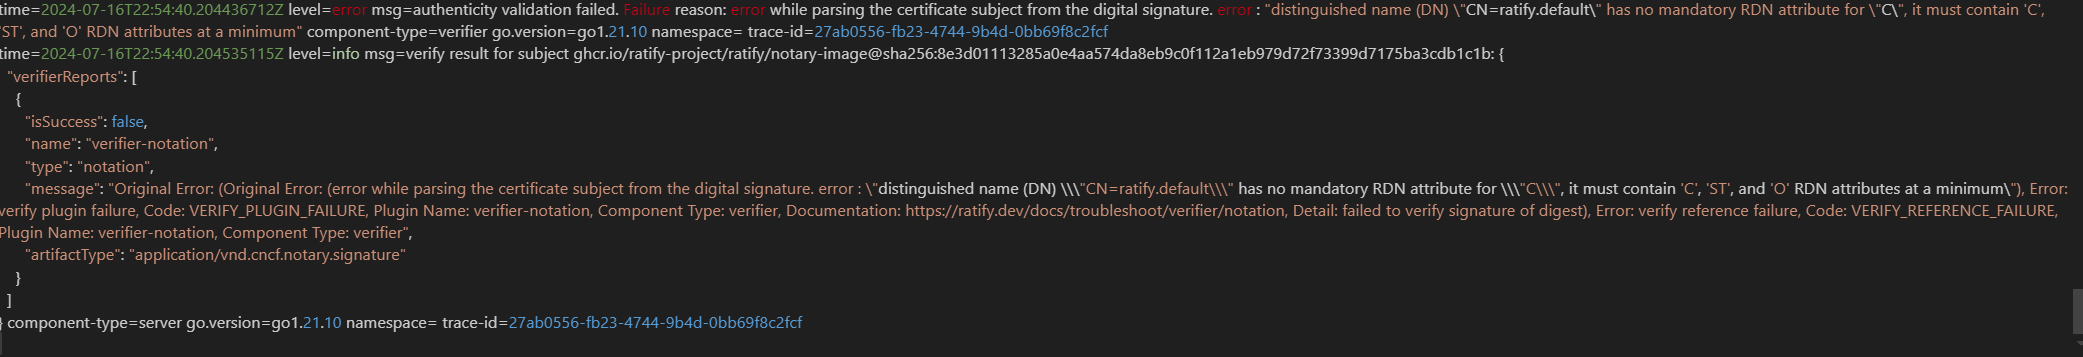 time=2024-07-16T22:54:40.204436712Z level=error msg=authenticity validation failed. Failure reason: error while parsing the certificate subject from the digital signature. error : "distinguished name (DN) \"CN=ratify.default\" has no mandatory RDN attribute for \"C\", it must contain 'C',
'ST', and 'O' RDN attributes at a minimum" component-type=verifier go.version=go1.21.10 namespace= trace-id=27ab0556-fb23-4744-9b4d-0bb69f8c2fcf
time=2024-07-16T22:54:40.204535115Z level=info msg=verify result for subject ghcr.io/ratify-project/ratify/notary-image@sha256:8e3d01113285a0e4aa574da8eb9c0f112a1eb979d72f73399d7175ba3cdb1c1b: {
"verifierReports": [
{
"isSuccess": false,
"name": "verifier-notation",
"type": "notation",
"message": "Original Error: (Original Error: (error while parsing the certificate subject from the digital signature. error : \"distinguished name (DN) \\\"CN=ratify.default\\\" has no mandatory RDN attribute for \\\"C\\\", it must contain 'C', 'ST', and 'O' RDN attributes at a minimum\"), Error:
verify plugin failure, Code: VERIFY_PLUGIN_FAILURE, Plugin Name: verifier-notation, Component Type: verifier, Documentation: https://ratify.dev/docs/troubleshoot/verifier/notation, Detail: failed to verify signature of digest), Error: verify reference failure, Code: VERIFY_REFERENCE_FAILURE,
Plugin Name: verifier-notation, Component Type: verifier",
"artifactType": "application/vnd.cncf.notary.signature"
}
]
} component-type=server go.version=go1.21.10 namespace= trace-id=27ab0556-fb23-4744-9b4d-0bb69f8c2fcf